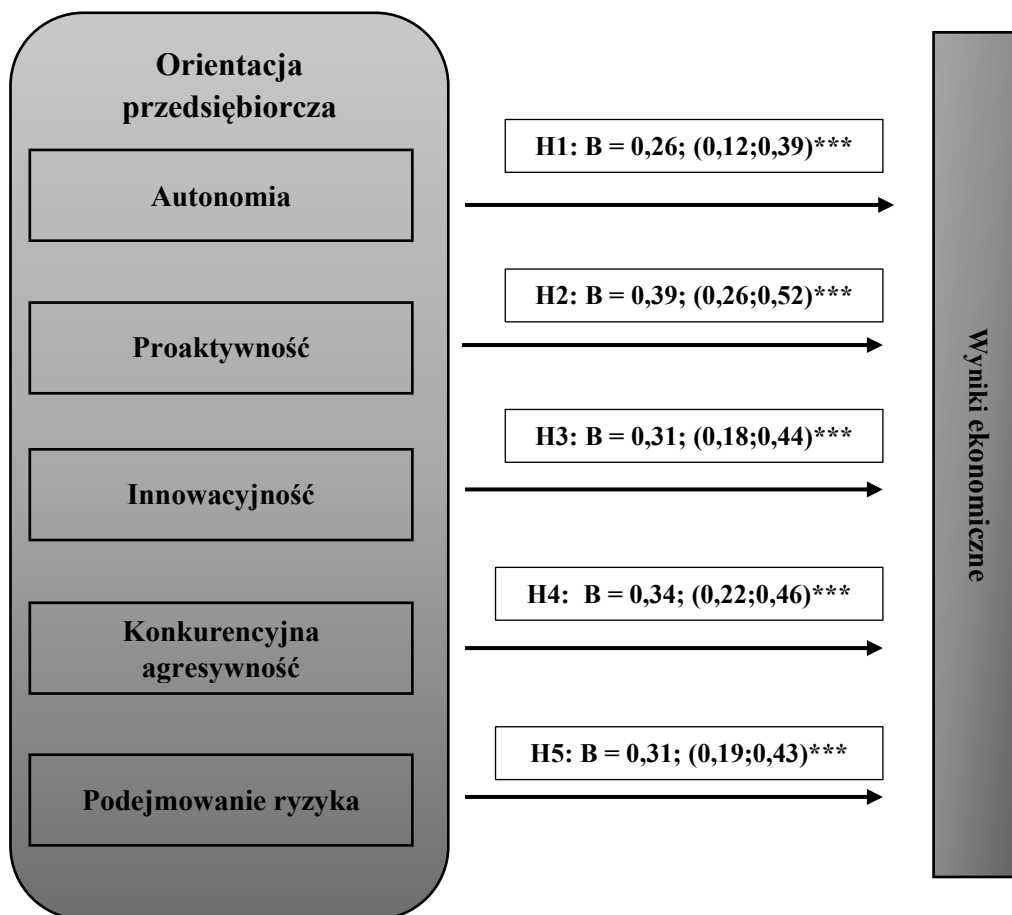 Orientacja
przedsiębiorcza
Autonomia
H1: B = 0,26; (0,12;0,39)***
Proaktywność
H2: B = 0,39; (0,26;0,52)***
Innowacyjność
H3: B = 0,31; (0,18;0,44)***
Konkurencyjna
agresywność
H4:  B = 0,34; (0,22;0,46)***
Podejmowanie ryzyka
H5: B = 0,31; (0,19;0,43)***
Wyniki ekonomiczne